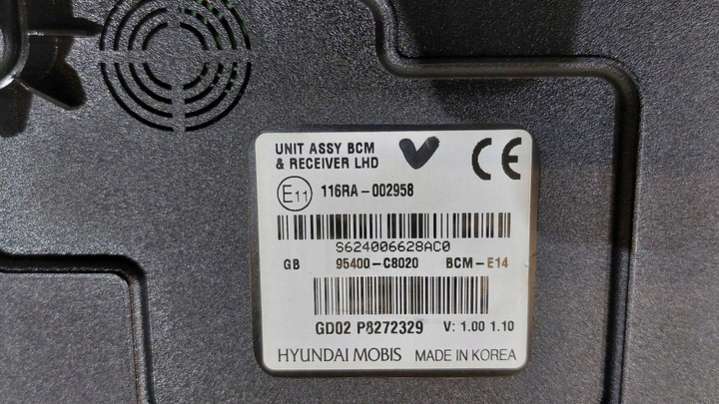 UNIT ASSY BCM
& RECEIVER LHD
CE
E11 116RA-002958
S624006628AC0
GB 95400-C8020 BCM-E14
GD02 P8272329 V: 1.00 1.10
HYUNDAI MOBIS MADE IN KOREA